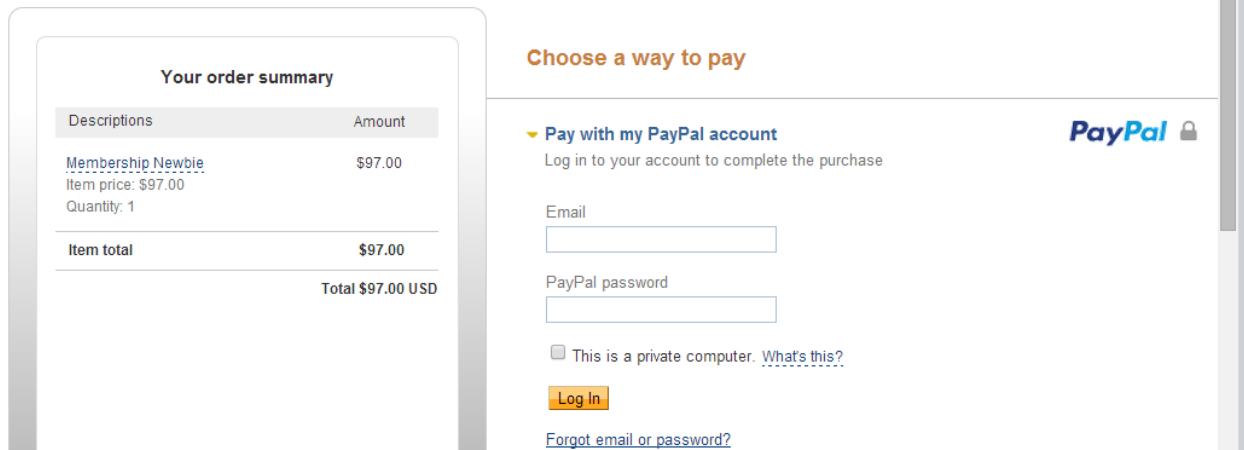 Your order summary
Descriptions Amount
Membership Newbie $97.00
Item price: $97.00
Quantity: 1
Item total $97.00
Total $97.00 USD
Choose a way to pay
Pay with my PayPal account
PayPal
Log in to your account to complete the purchase
Email
PayPal password
This is a private computer. What's this?
Log In
Forgot email or password?